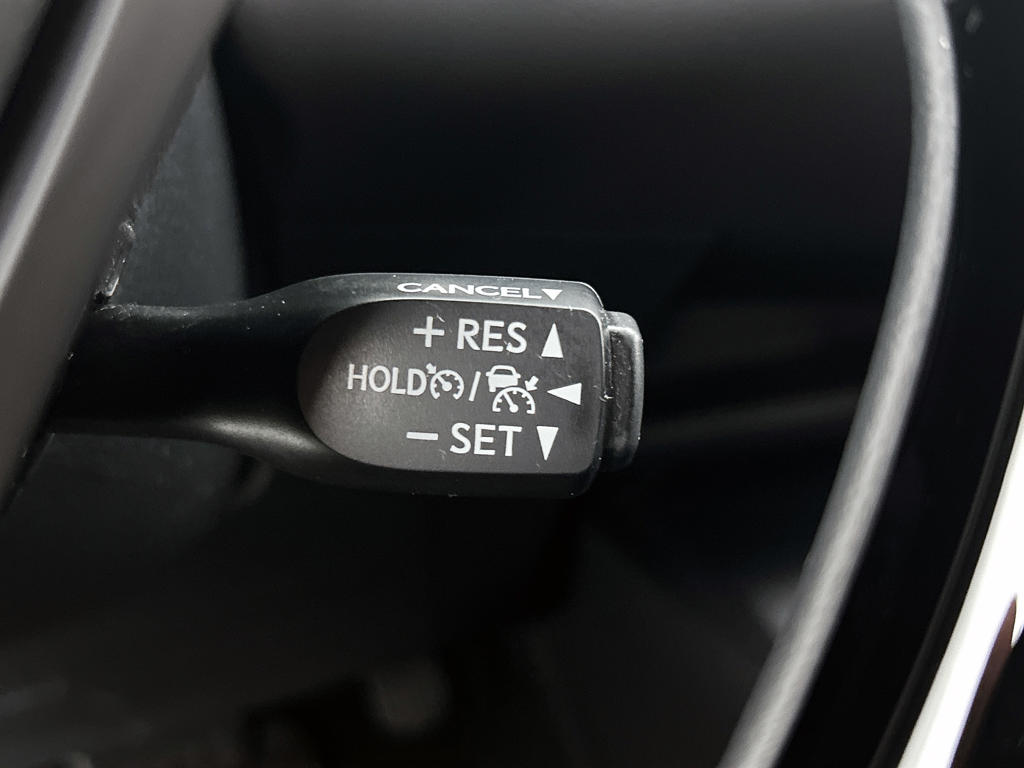 CANCEL▼
+ RES ▲
HOLD / ◀
− SET ▼